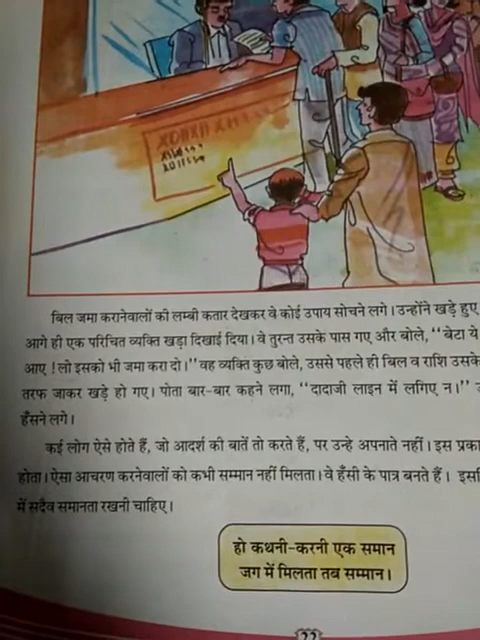 बिल जमा करानेवालों की लम्बी कतार देखकर वे कोई उपाय सोचने लगे। उन्होंने खड़े हुए
आगे ही एक परिचित व्यक्ति खड़ा दिखाई दिया। वे तुरन्त उसके पास गए और बोले, "बेटा ये
आए ! लो इसको भी जमा करा दो।" वह व्यक्ति कुछ बोले, उससे पहले ही बिल व राशि उसके
तरफ जाकर खड़े हो गए। पोता बार-बार कहने लगा, "दादाजी लाइन में लगिए न।"
हँसने लगे।
कई लोग ऐसे होते हैं, जो आदर्श की बातें तो करते हैं, पर उन्हे अपनाते नहीं। इस प्रका
होता। ऐसा आचरण करनेवालों को कभी सम्मान नहीं मिलता। वे हँसी के पात्र बनते हैं। इसी
में सदैव समानता रखनी चाहिए।
हो कथनी-करनी एक समान
जग में मिलता तब सम्मान।